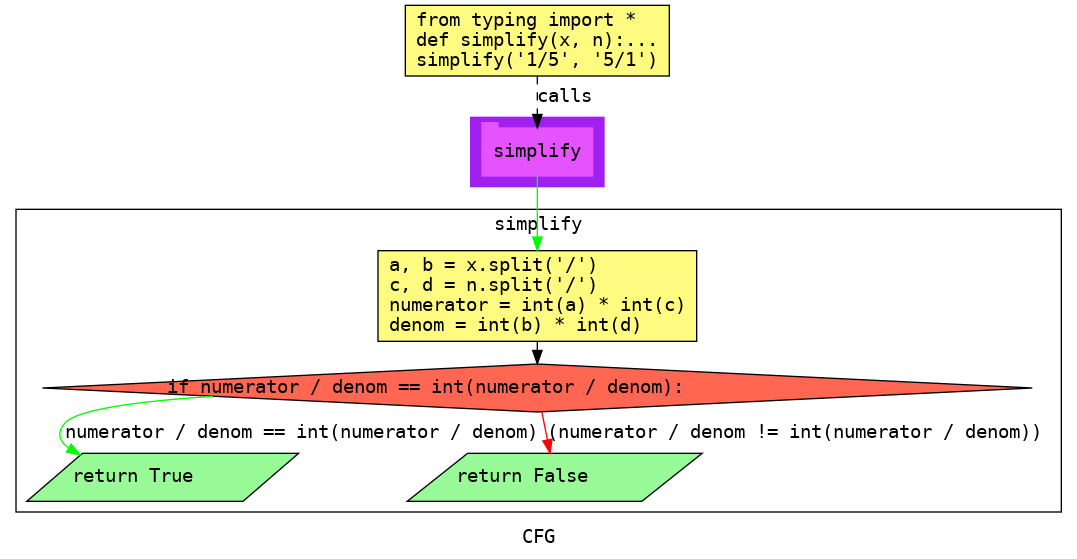 from typing import *
def simplify(x, n):...
simplify('1/5', '5/1')
calls
simplify
simplify
a, b = x.split('/')
c, d = n.split('/')
numerator = int(a) * int(c)
denom = int(b) * int(d)
if numerator / denom == int(numerator / denom):
numerator / denom == int(numerator / denom)
(numerator / denom != int(numerator / denom))
return True
return False
CFG